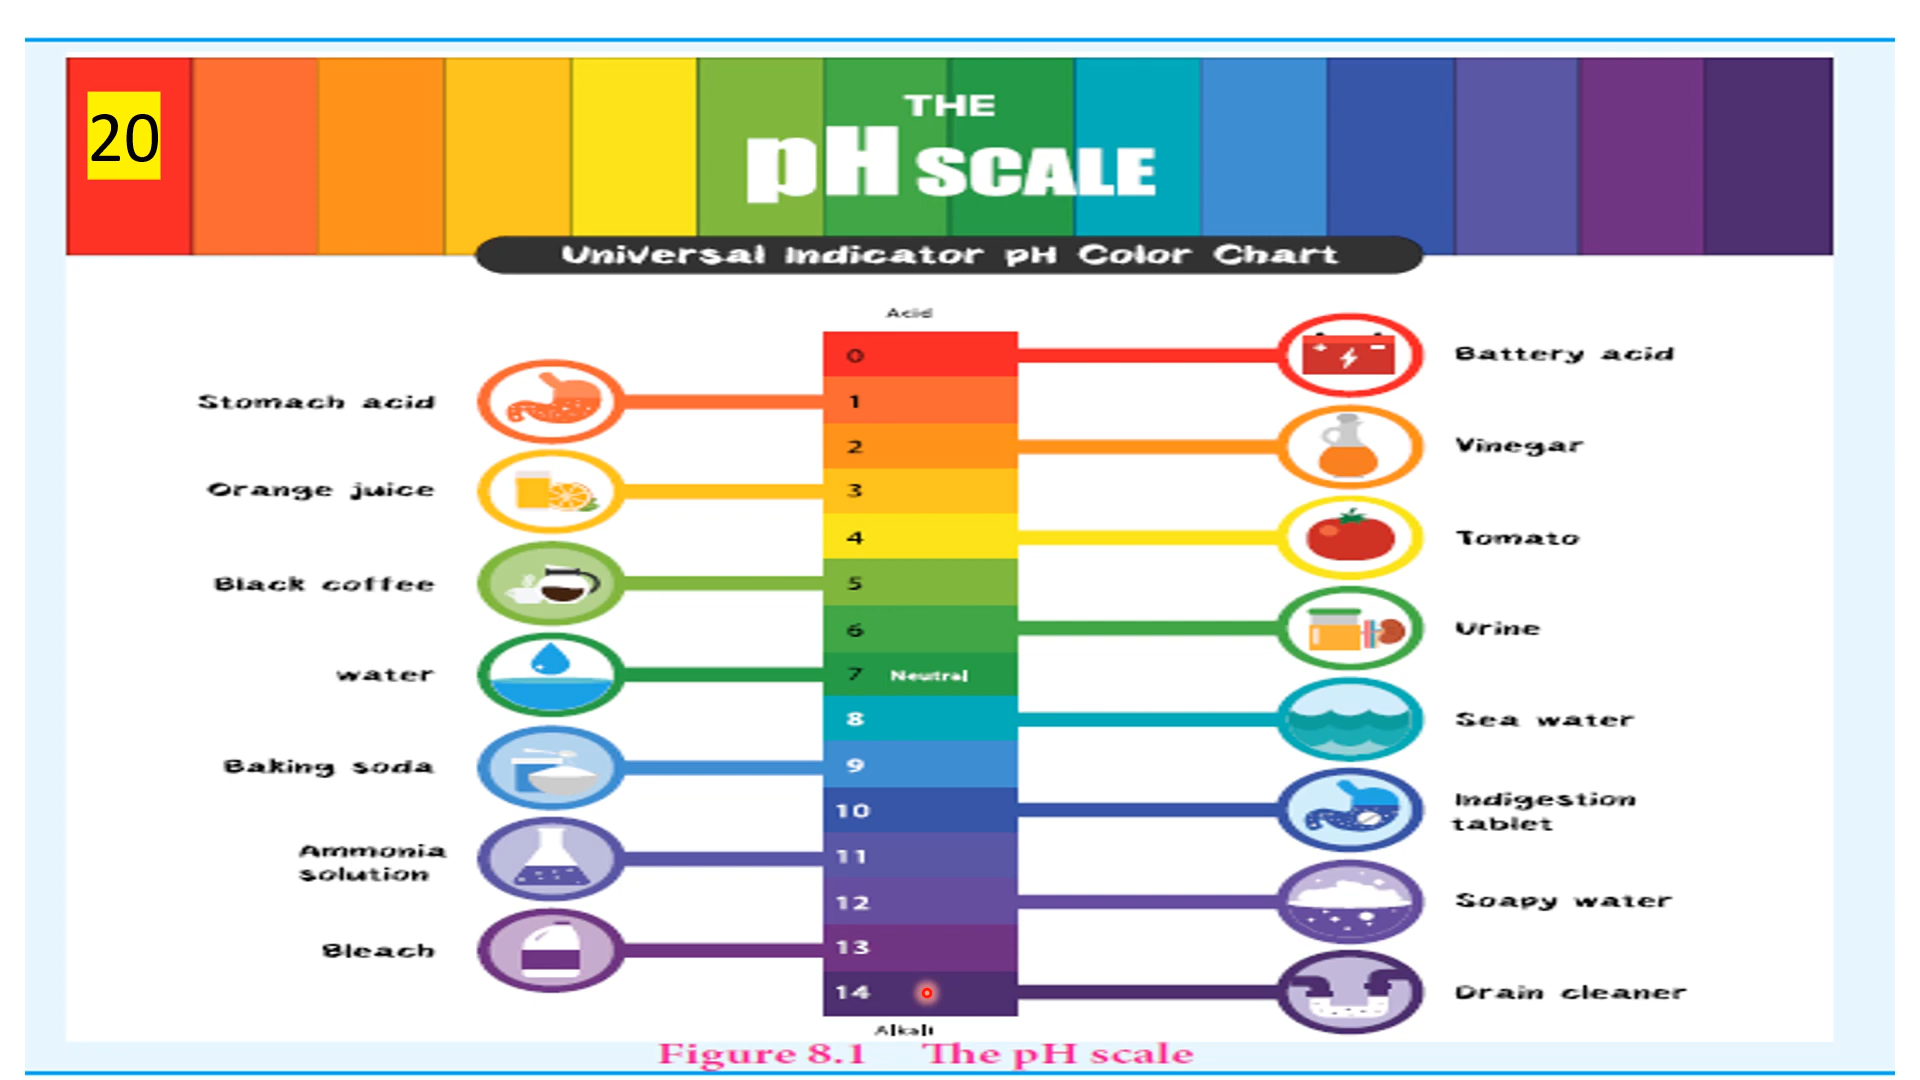 20
THE
pH SCALE
Universal Indicator pH Color Chart
Acid
0 Battery acid
Stomach acid 1
2 Vinegar
Orange juice 3
4 Tomato
Black coffee 5
6 Urine
water 7 Neutral
8 Sea water
Baking soda 9
10 Indigestion
tablet
Ammonia
solution 11
12 Soapy water
Bleach 13
14 Drain cleaner
Alkali
Figure 8.1 The pH scale